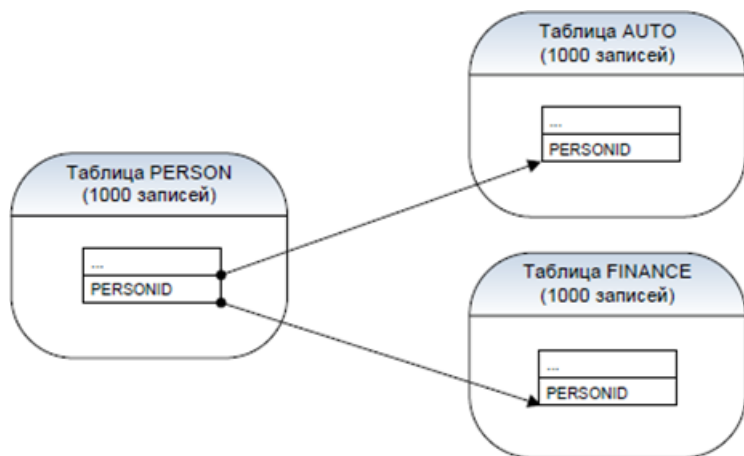 Таблица PERSON
(1000 записей)
...
PERSONID
Таблица AUTO
(1000 записей)
...
PERSONID
Таблица FINANCE
(1000 записей)
...
PERSONID